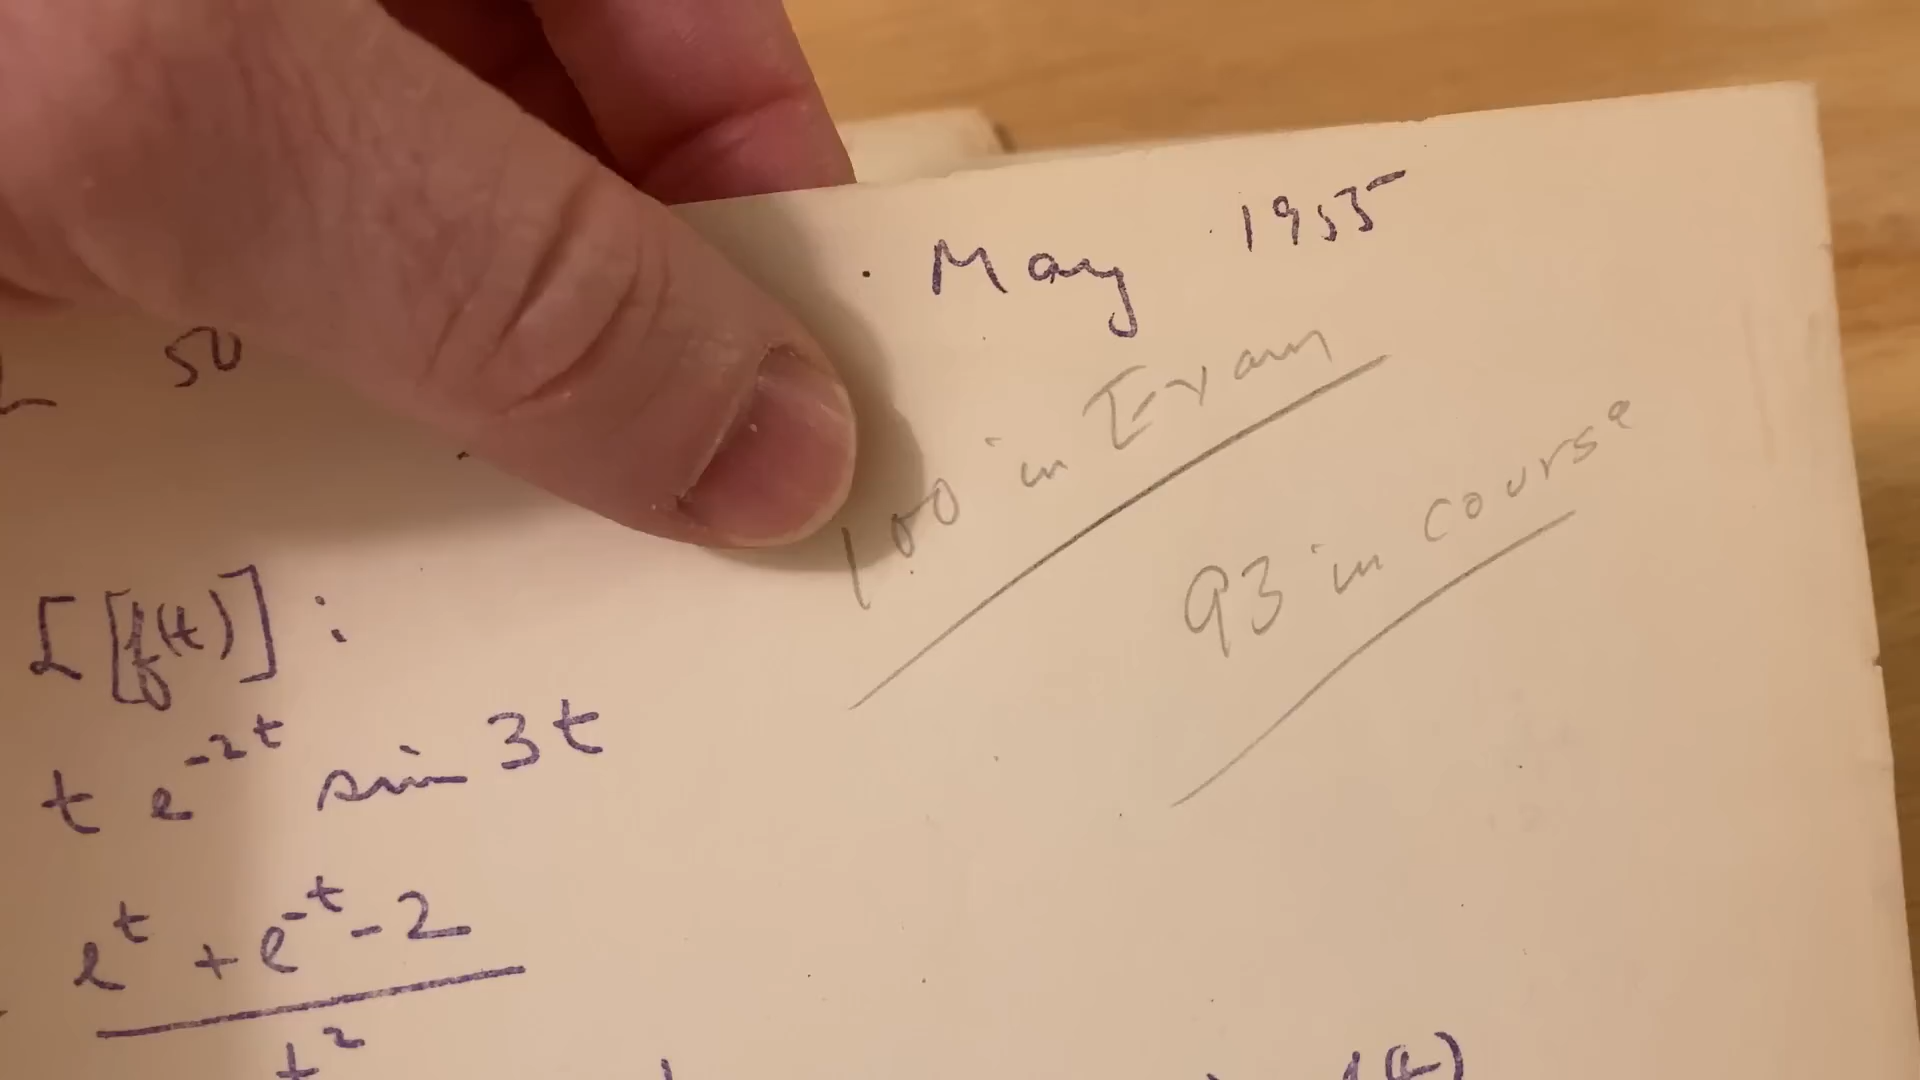 May 1955
50
100 in Exam
93 in course
L[f(t)]:
t e^-2t sin 3t
e^t + e^-t - 2
t^2